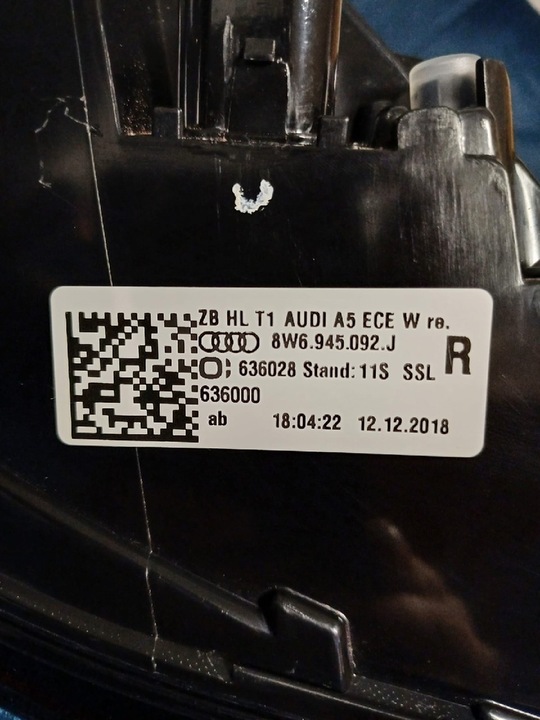 ZB HL T1 AUDI A5 ECE W re.
8W6.945.092.J R
636028 Stand:11S SSL
636000
ab 18:04:22 12.12.2018